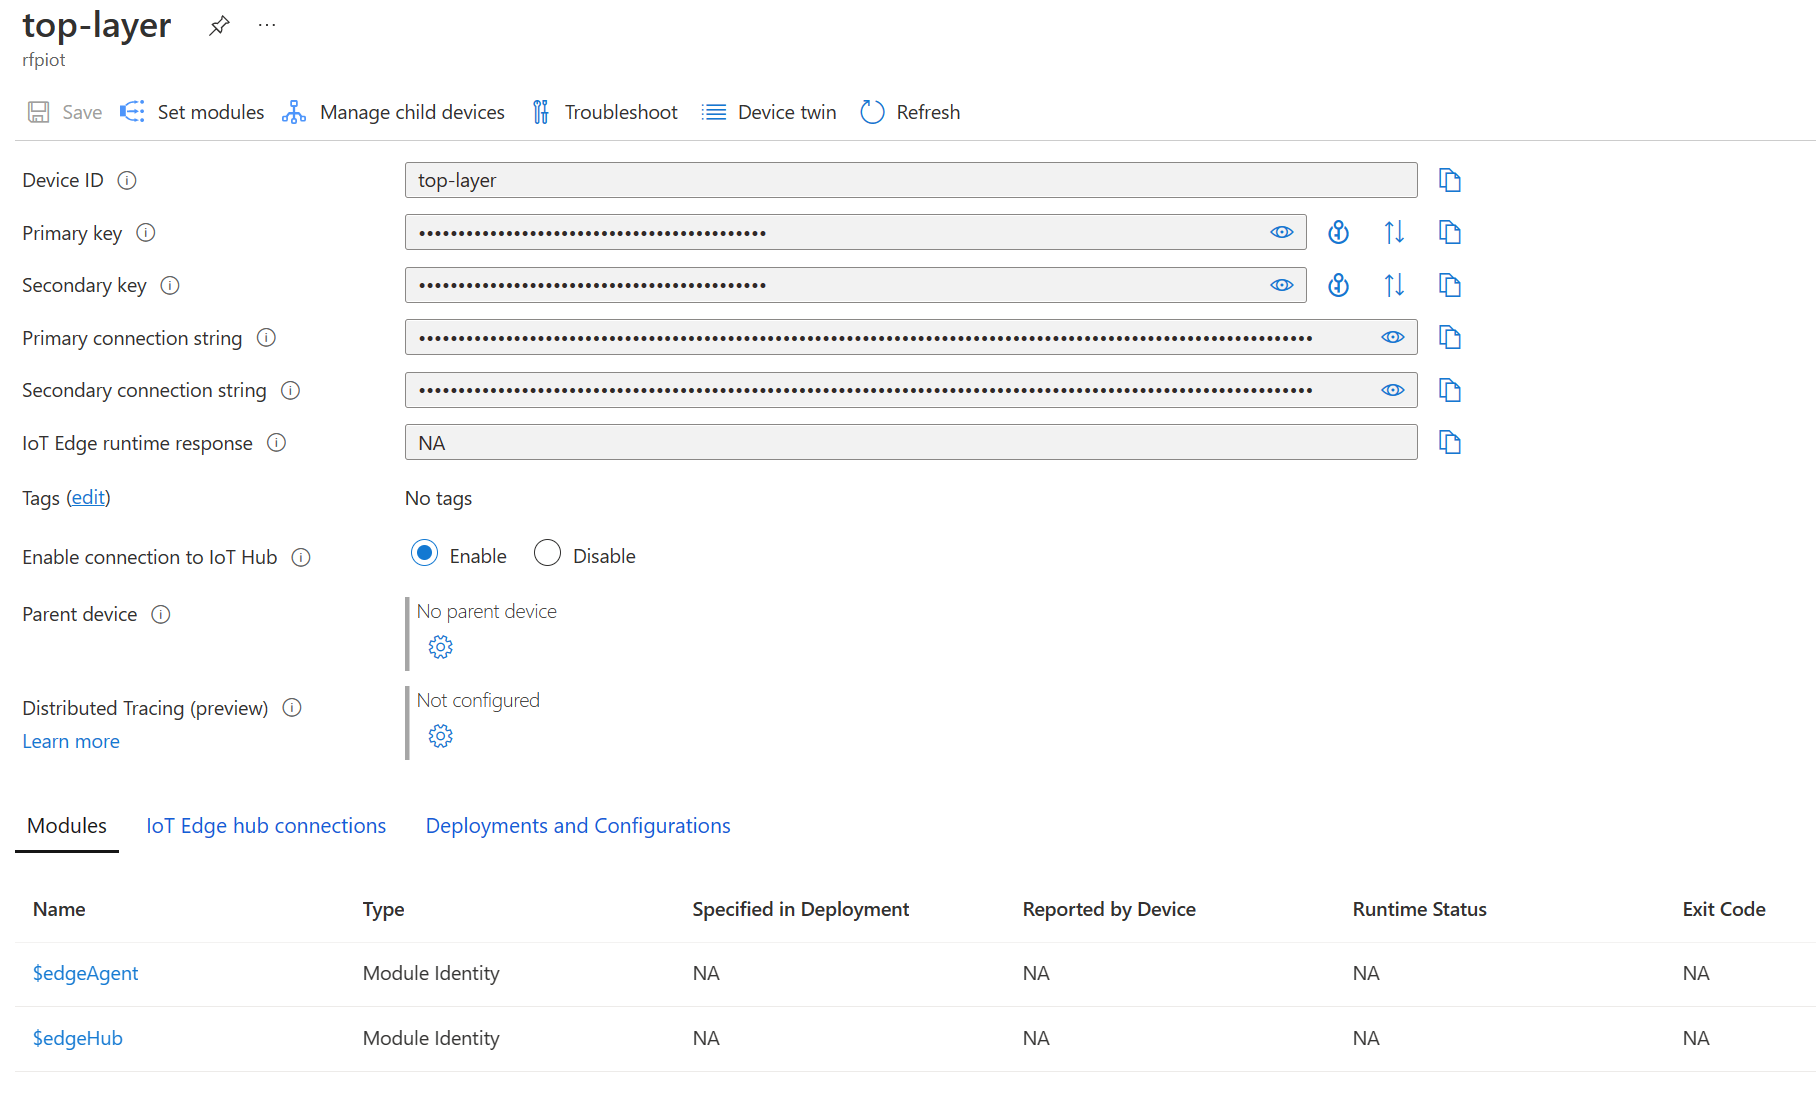 top-layer ...
rfpiot
Save Set modules Manage child devices Troubleshoot Device twin Refresh
Device ID top-layer
Primary key ••••••••••••••••••••••••••••••••••••••••••••
Secondary key ••••••••••••••••••••••••••••••••••••••••••••
Primary connection string
Secondary connection string
IoT Edge runtime response NA
Tags (edit) No tags
Enable connection to IoT Hub Enable Disable
Parent device No parent device
Distributed Tracing (preview) Not configured
Learn more
Modules IoT Edge hub connections Deployments and Configurations
Name Type Specified in Deployment Reported by Device Runtime Status Exit Code
$edgeAgent Module Identity NA NA NA NA
$edgeHub Module Identity NA NA NA NA